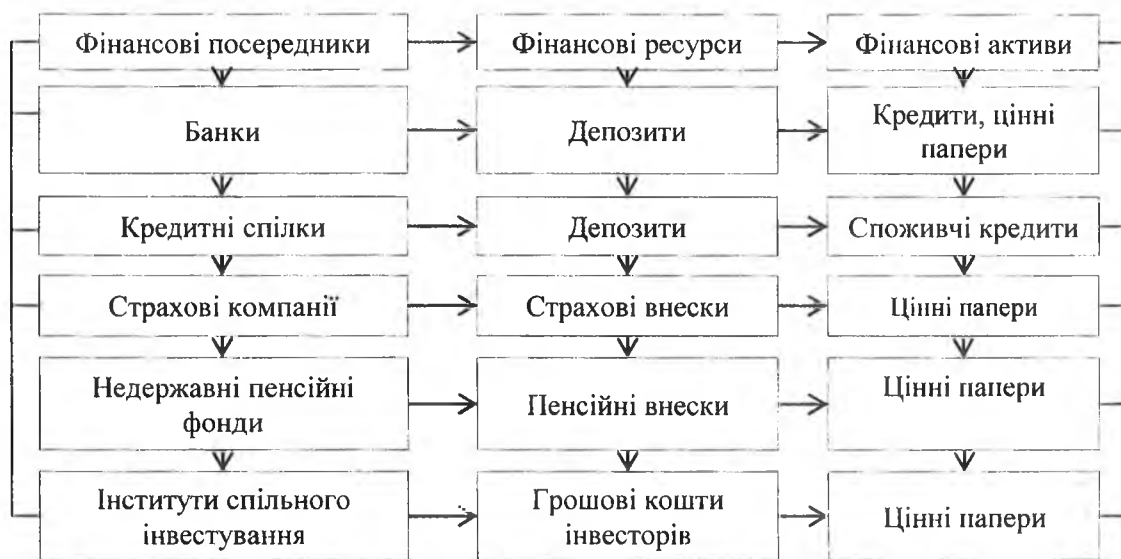 Фінансові посередники
Фінансові ресурси
Фінансові активи
Банки
Депозити
Кредити, цінні
папери
Кредитні спілки
Депозити
Споживчі кредити
Страхові компанії
Страхові внески
Цінні папери
Недержавні пенсійні
фонди
Пенсійні внески
Цінні папери
Інститути спільного
інвестування
Грошові кошти
інвесторів
Цінні папери